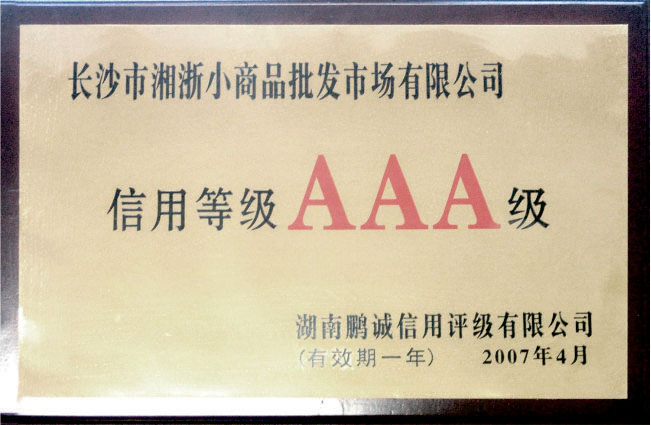 长沙市湘浙小商品批发市场有限公司
信用等级AAA级
湖南鹏诚信用评级有限公司
(有效期一年) 2007年4月